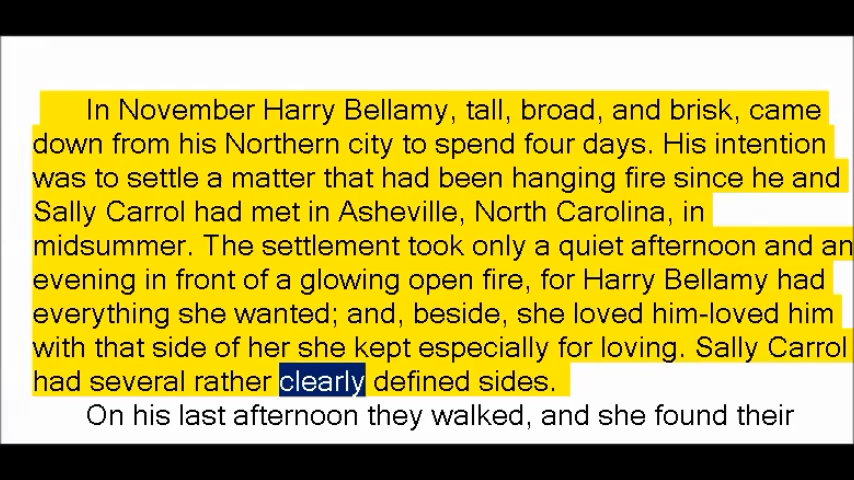 In November Harry Bellamy, tall, broad, and brisk, came
down from his Northern city to spend four days. His intention
was to settle a matter that had been hanging fire since he and
Sally Carrol had met in Asheville, North Carolina, in
midsummer. The settlement took only a quiet afternoon and an
evening in front of a glowing open fire, for Harry Bellamy had
everything she wanted; and, beside, she loved him-loved him
with that side of her she kept especially for loving. Sally Carrol
had several rather clearly defined sides.
On his last afternoon they walked, and she found their